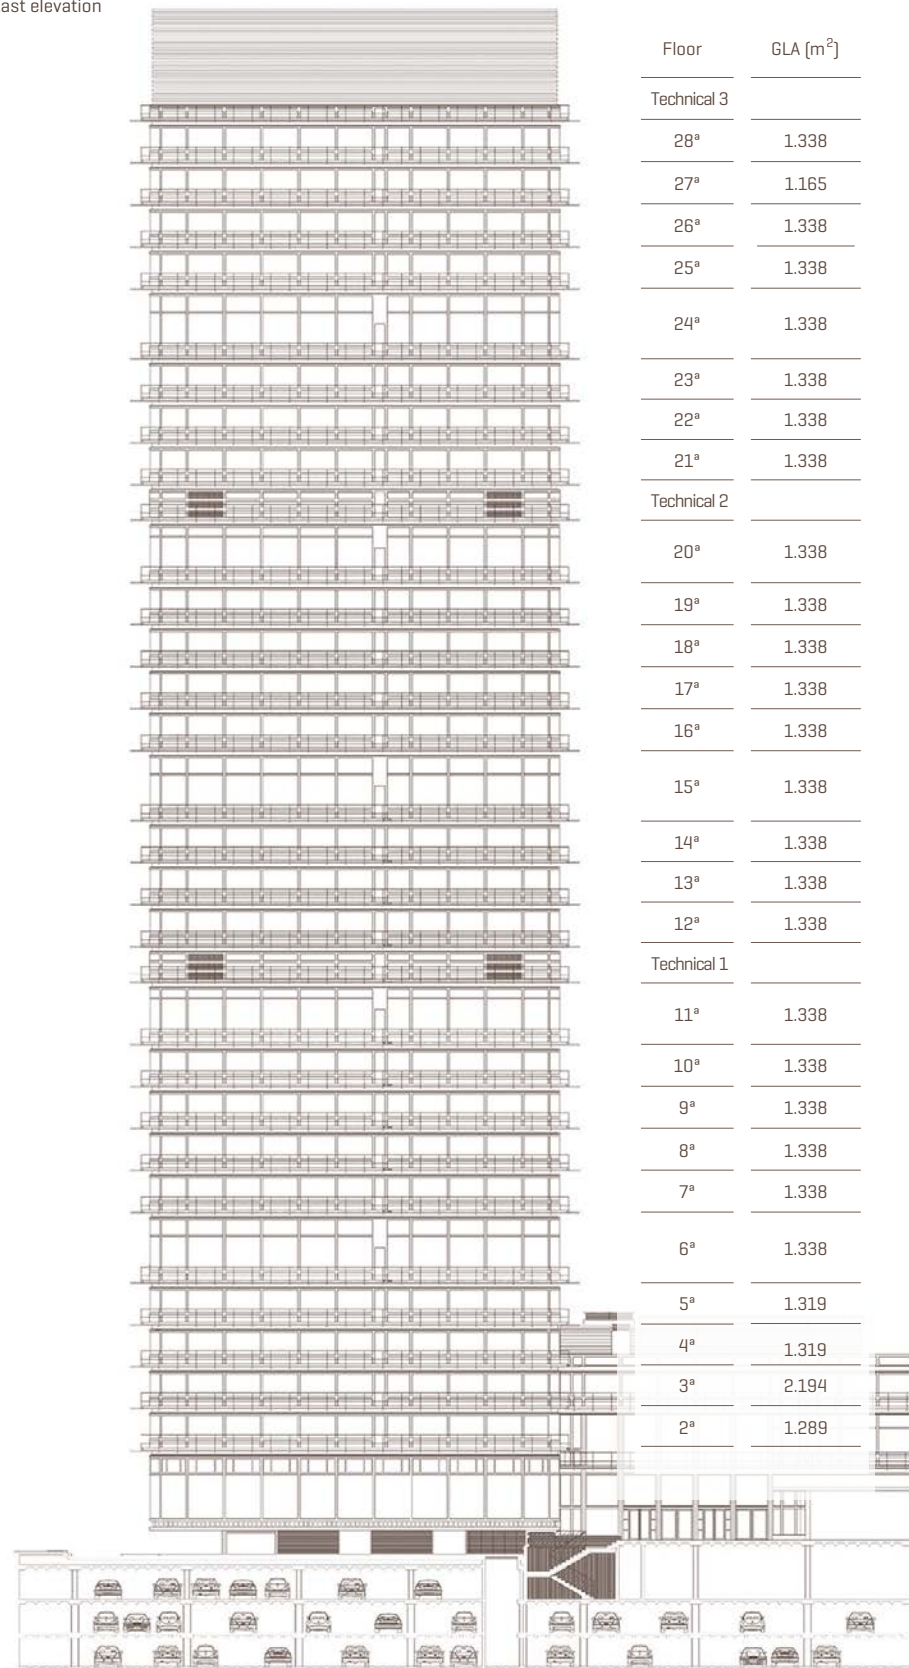 ast elevation
Floor GLA (m²)
Technical 3
28ª 1.338
27ª 1.165
26ª 1.338
25ª 1.338
24ª 1.338
23ª 1.338
22ª 1.338
21ª 1.338
Technical 2
20ª 1.338
19ª 1.338
18ª 1.338
17ª 1.338
16ª 1.338
15ª 1.338
14ª 1.338
13ª 1.338
12ª 1.338
Technical 1
11ª 1.338
10ª 1.338
9ª 1.338
8ª 1.338
7ª 1.338
6ª 1.338
5ª 1.319
4ª 1.319
3ª 2.194
2ª 1.289